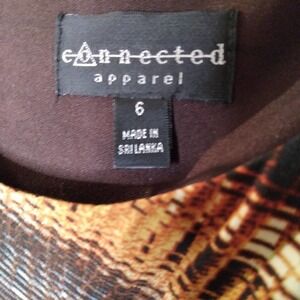 connected
apparel
6
MADE IN
SRI LANKA